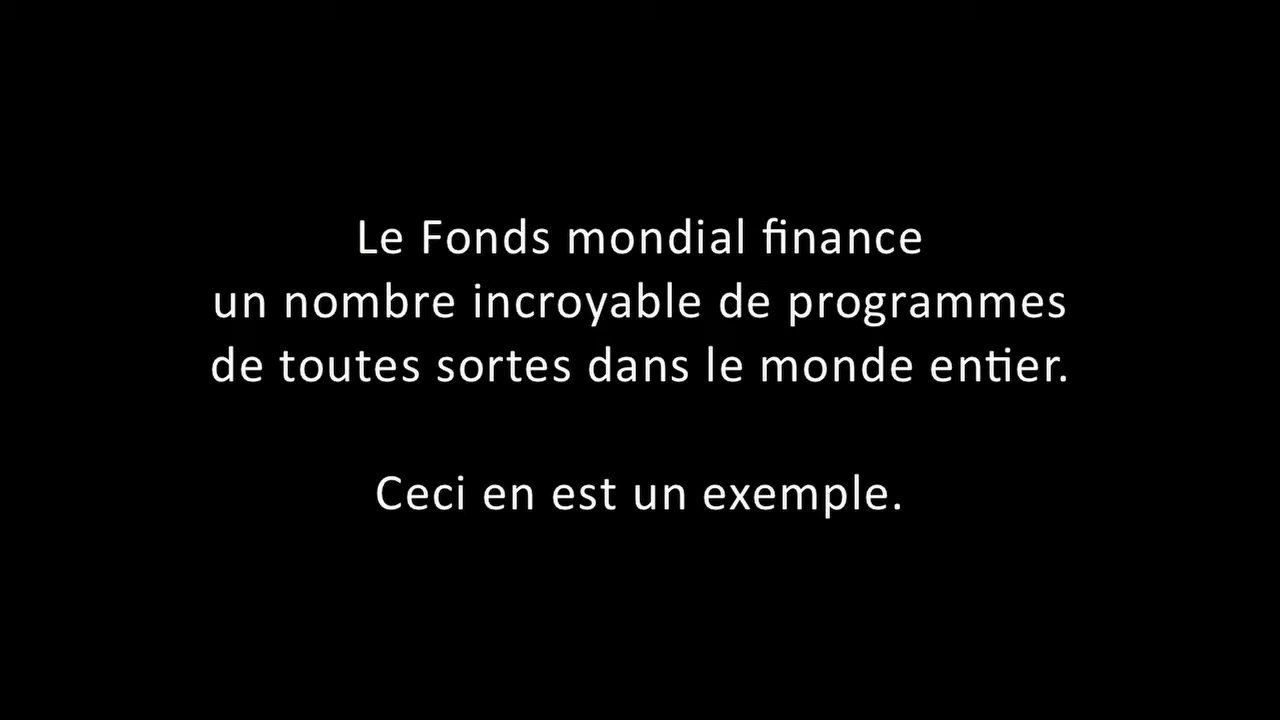 Le Fonds mondial finance
un nombre incroyable de programmes
de toutes sortes dans le monde entier.
Ceci en est un exemple.